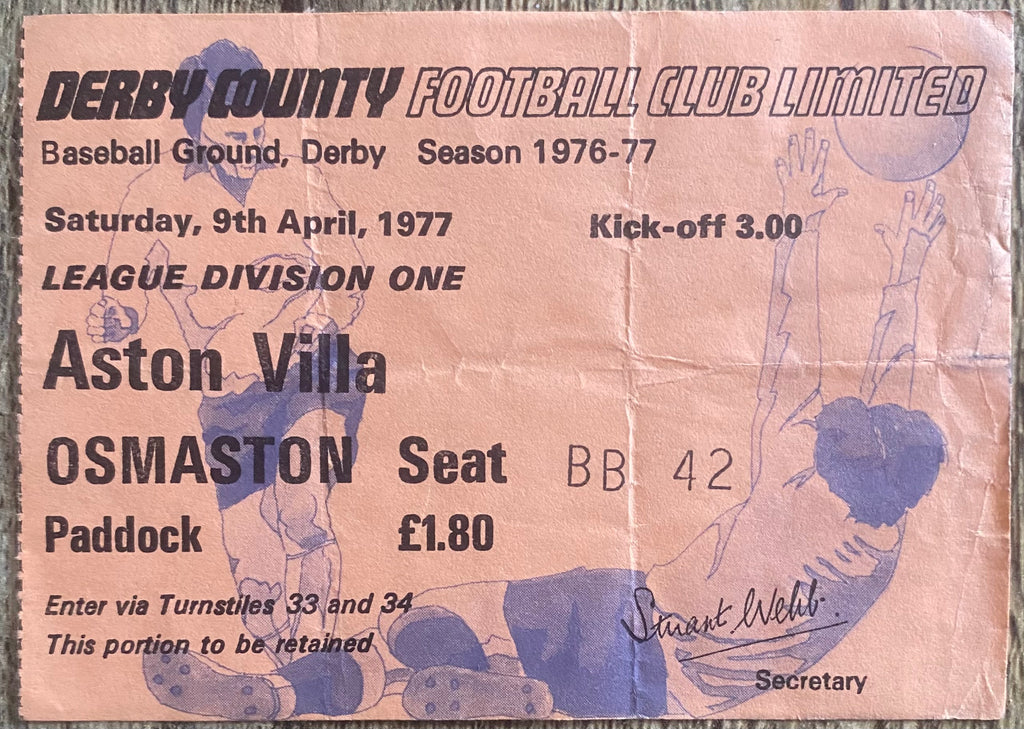 DERBY COUNTY FOOTBALL CLUB LIMITED
Baseball Ground, Derby Season 1976-77
Saturday, 9th April, 1977 Kick-off 3.00
LEAGUE DIVISION ONE
Aston Villa
OSMASTON Seat BB 42
Paddock £1.80
Enter via Turnstiles 33 and 34
This portion to be retained
Stuart Webb.
Secretary